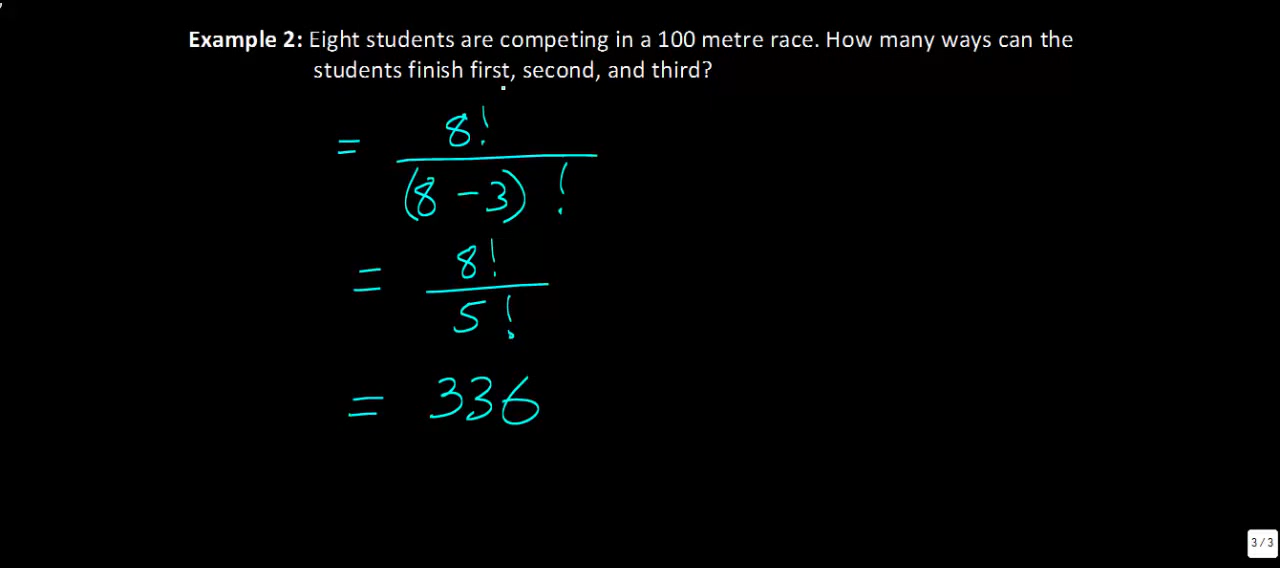 Example 2: Eight students are competing in a 100 metre race. How many ways can the
students finish first, second, and third?
= 8!
(8 - 3)!
= 8!
5!
= 336
3 / 3